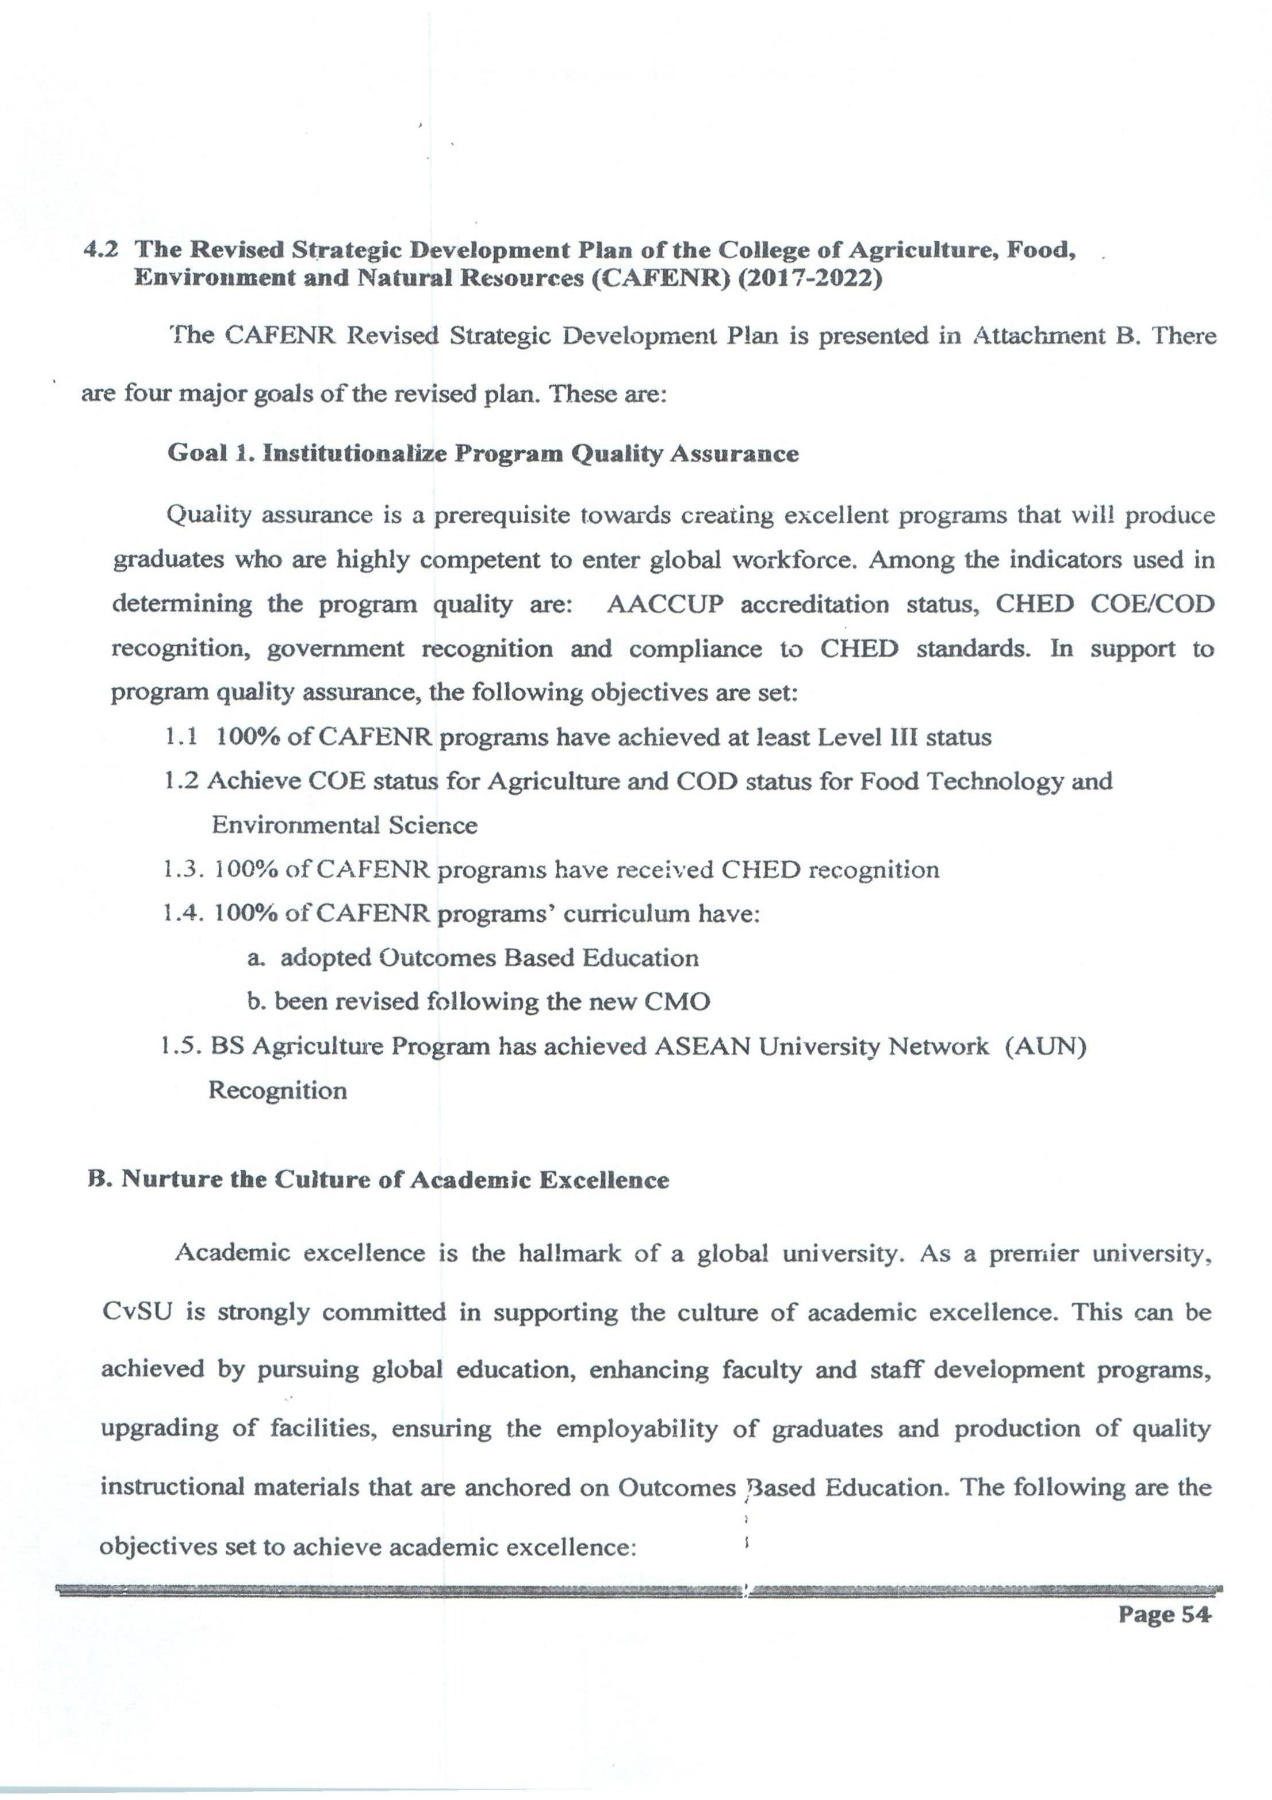 4.2 The Revised Strategic Development Plan of the College of Agriculture, Food,
Environment and Natural Resources (CAFENR) (2017-2022)
The CAFENR Revised Strategic Development Plan is presented in Attachment B. There
are four major goals of the revised plan. These are:
Goal 1. Institutionalize Program Quality Assurance
Quality assurance is a prerequisite towards creating excellent programs that will produce
graduates who are highly competent to enter global workforce. Among the indicators used in
determining the program quality are: AACCUP accreditation status, CHED COE/COD
recognition, government recognition and compliance to CHED standards. In support to
program quality assurance, the following objectives are set:
1.1 100% of CAFENR programs have achieved at least Level III status
1.2 Achieve COE status for Agriculture and COD status for Food Technology and
Environmental Science
1.3. 100% of CAFENR programs have received CHED recognition
1.4. 100% of CAFENR programs’ curriculum have:
a. adopted Outcomes Based Education
b. been revised following the new CMO
1.5. BS Agriculture Program has achieved ASEAN University Network (AUN)
Recognition
B. Nurture the Culture of Academic Excellence
Academic excellence is the hallmark of a global university. As a premier university,
CvSU is strongly committed in supporting the culture of academic excellence. This can be
achieved by pursuing global education, enhancing faculty and staff development programs,
upgrading of facilities, ensuring the employability of graduates and production of quality
instructional materials that are anchored on Outcomes Based Education. The following are the
objectives set to achieve academic excellence:
Page 54